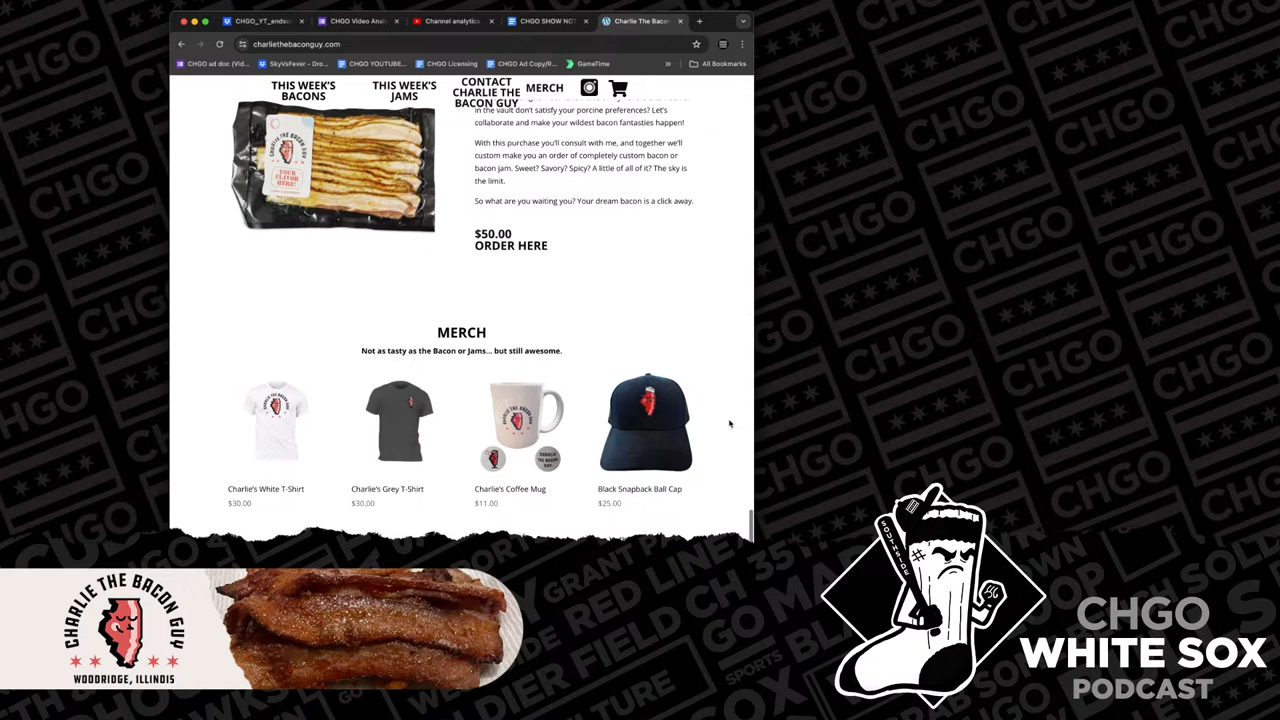 CHGO_YT_endsc
CHGO Video Anal
Channel analytics
CHGO SHOW NOT
Charlie The Bacon
charliethebaconguy.com
CHGO ad doc (Vid...
SkyVsFever - Dro...
CHGO YOUTUBE...
CHGO Licensing
CHGO Ad Copy/R...
GameTime
All Bookmarks
THIS WEEK'S
BACONS
THIS WEEK'S
JAMS
CONTACT
CHARLIE THE
BACON GUY
MERCH
in the vault don't satisfy your porcine preferences? Let's
collaborate and make your wildest bacon fantasties happen!
With this purchase you'll consult with me, and together we'll
custom make you an order of completely custom bacon or
bacon jam. Sweet? Savory? Spicy? A little of all of it? The sky is
the limit.
So what are you waiting you? Your dream bacon is a click away.
$50.00
ORDER HERE
CHARLIE THE BACON GUY
YOUR
FLAVOR
HERE!
MERCH
Not as tasty as the Bacon or Jams... but still awesome.
Charlie's White T-Shirt
$30.00
Charlie's Grey T-Shirt
$30.00
Charlie's Coffee Mug
$11.00
Black Snapback Ball Cap
$25.00
CHARLIE THE BACON GUY
WOODRIDGE, ILLINOIS
SOUTHSIDE
CHGO
WHITE SOX
PODCAST